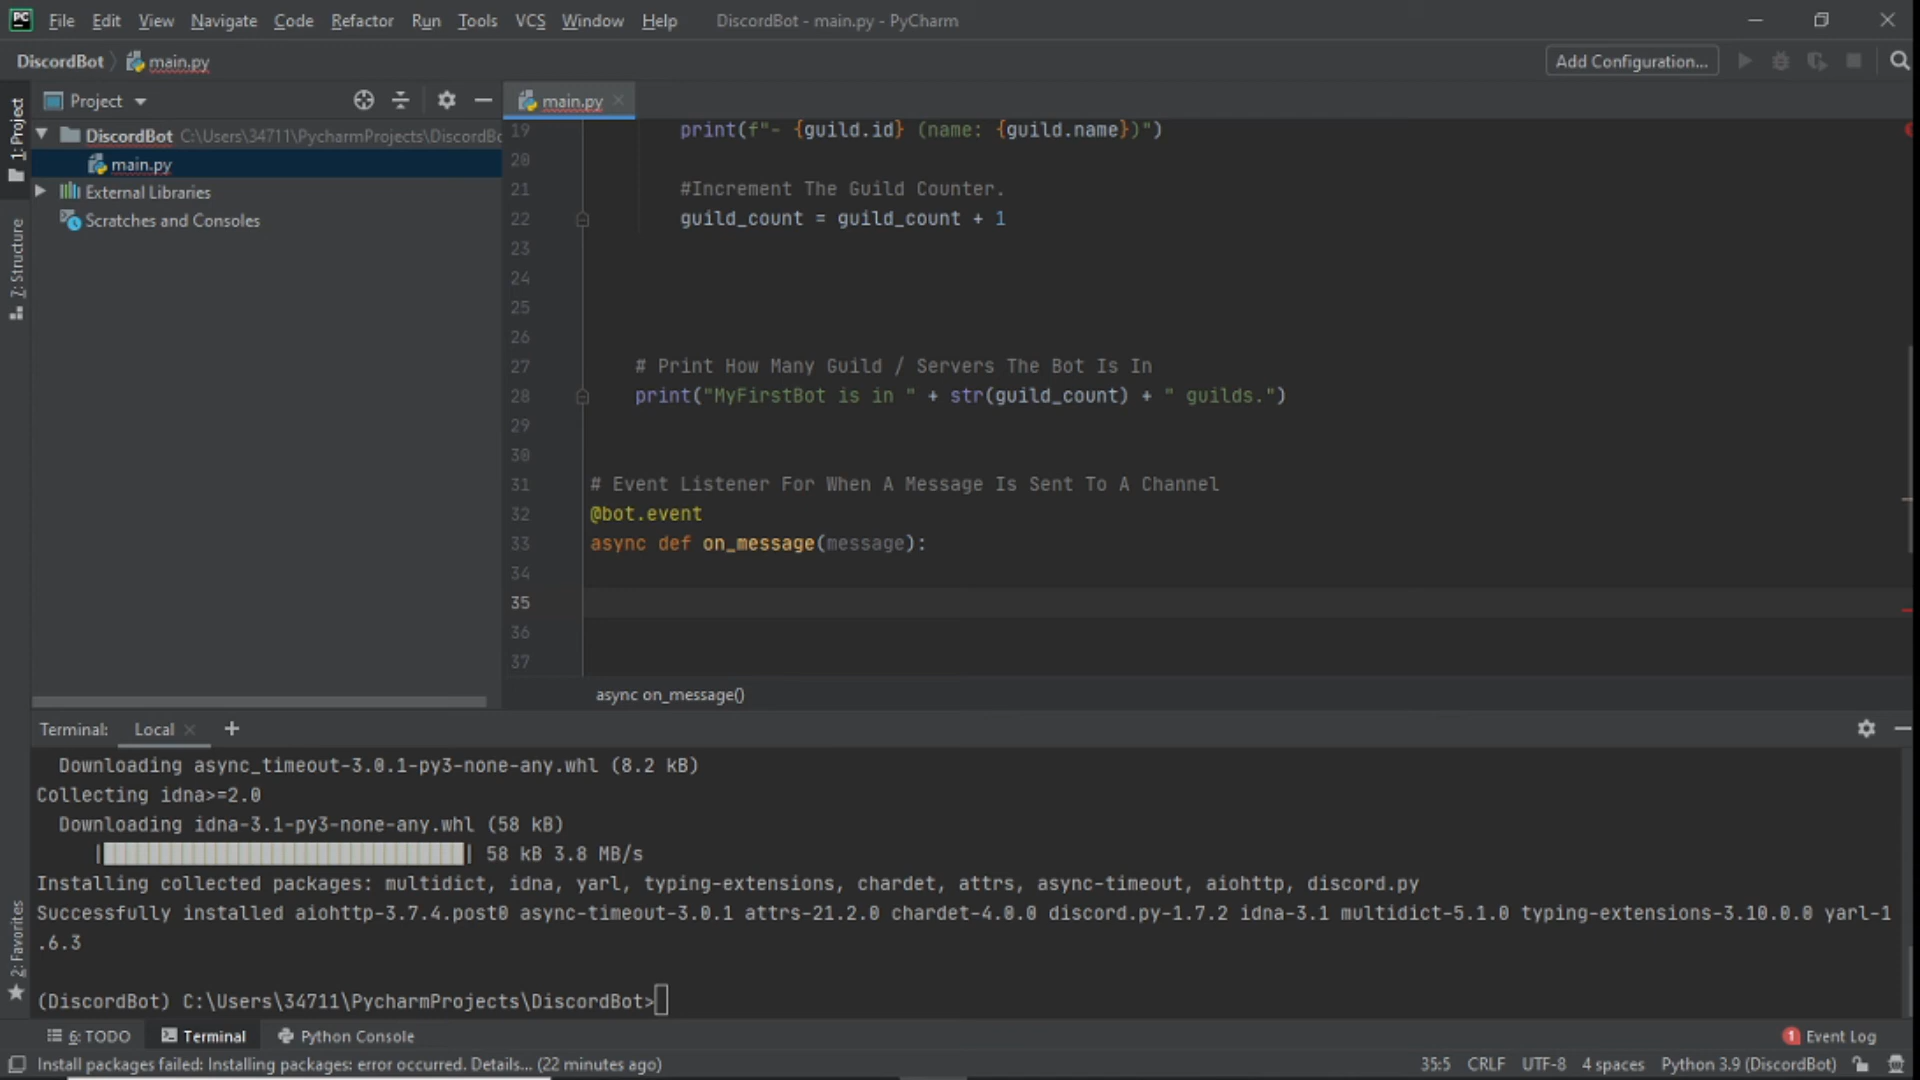 PC File Edit View Navigate Code Refactor Run Tools VCS Window Help DiscordBot - main.py - PyCharm
DiscordBot main.py Add Configuration...
Project
main.py
1: Project
DiscordBot C:\Users\34711\PycharmProjects\DiscordBo
main.py
External Libraries
Scratches and Consoles
7: Structure
19 print(f"- {guild.id} (name: {guild.name})")
20
21 #Increment The Guild Counter.
22 guild_count = guild_count + 1
23
24
25
26
27 # Print How Many Guild / Servers The Bot Is In
28 print("MyFirstBot is in " + str(guild_count) + " guilds.")
29
30
31 # Event Listener For When A Message Is Sent To A Channel
32 @bot.event
33 async def on_message(message):
34
35
36
37
async on_message()
Terminal: Local +
Downloading async_timeout-3.0.1-py3-none-any.whl (8.2 kB)
Collecting idna>=2.0
Downloading idna-3.1-py3-none-any.whl (58 kB)
|████████████████████████████████| 58 kB 3.8 MB/s
Installing collected packages: multidict, idna, yarl, typing-extensions, chardet, attrs, async-timeout, aiohttp, discord.py
Successfully installed aiohttp-3.7.4.post0 async-timeout-3.0.1 attrs-21.2.0 chardet-4.0.0 discord.py-1.7.2 idna-3.1 multidict-5.1.0 typing-extensions-3.10.0.0 yarl-1
.6.3
(DiscordBot) C:\Users\34711\PycharmProjects\DiscordBot>
2: Favorites
6: TODO Terminal Python Console 1 Event Log
Install packages failed: Installing packages: error occurred. Details... (22 minutes ago) 35:5 CRLF UTF-8 4 spaces Python 3.9 (DiscordBot)